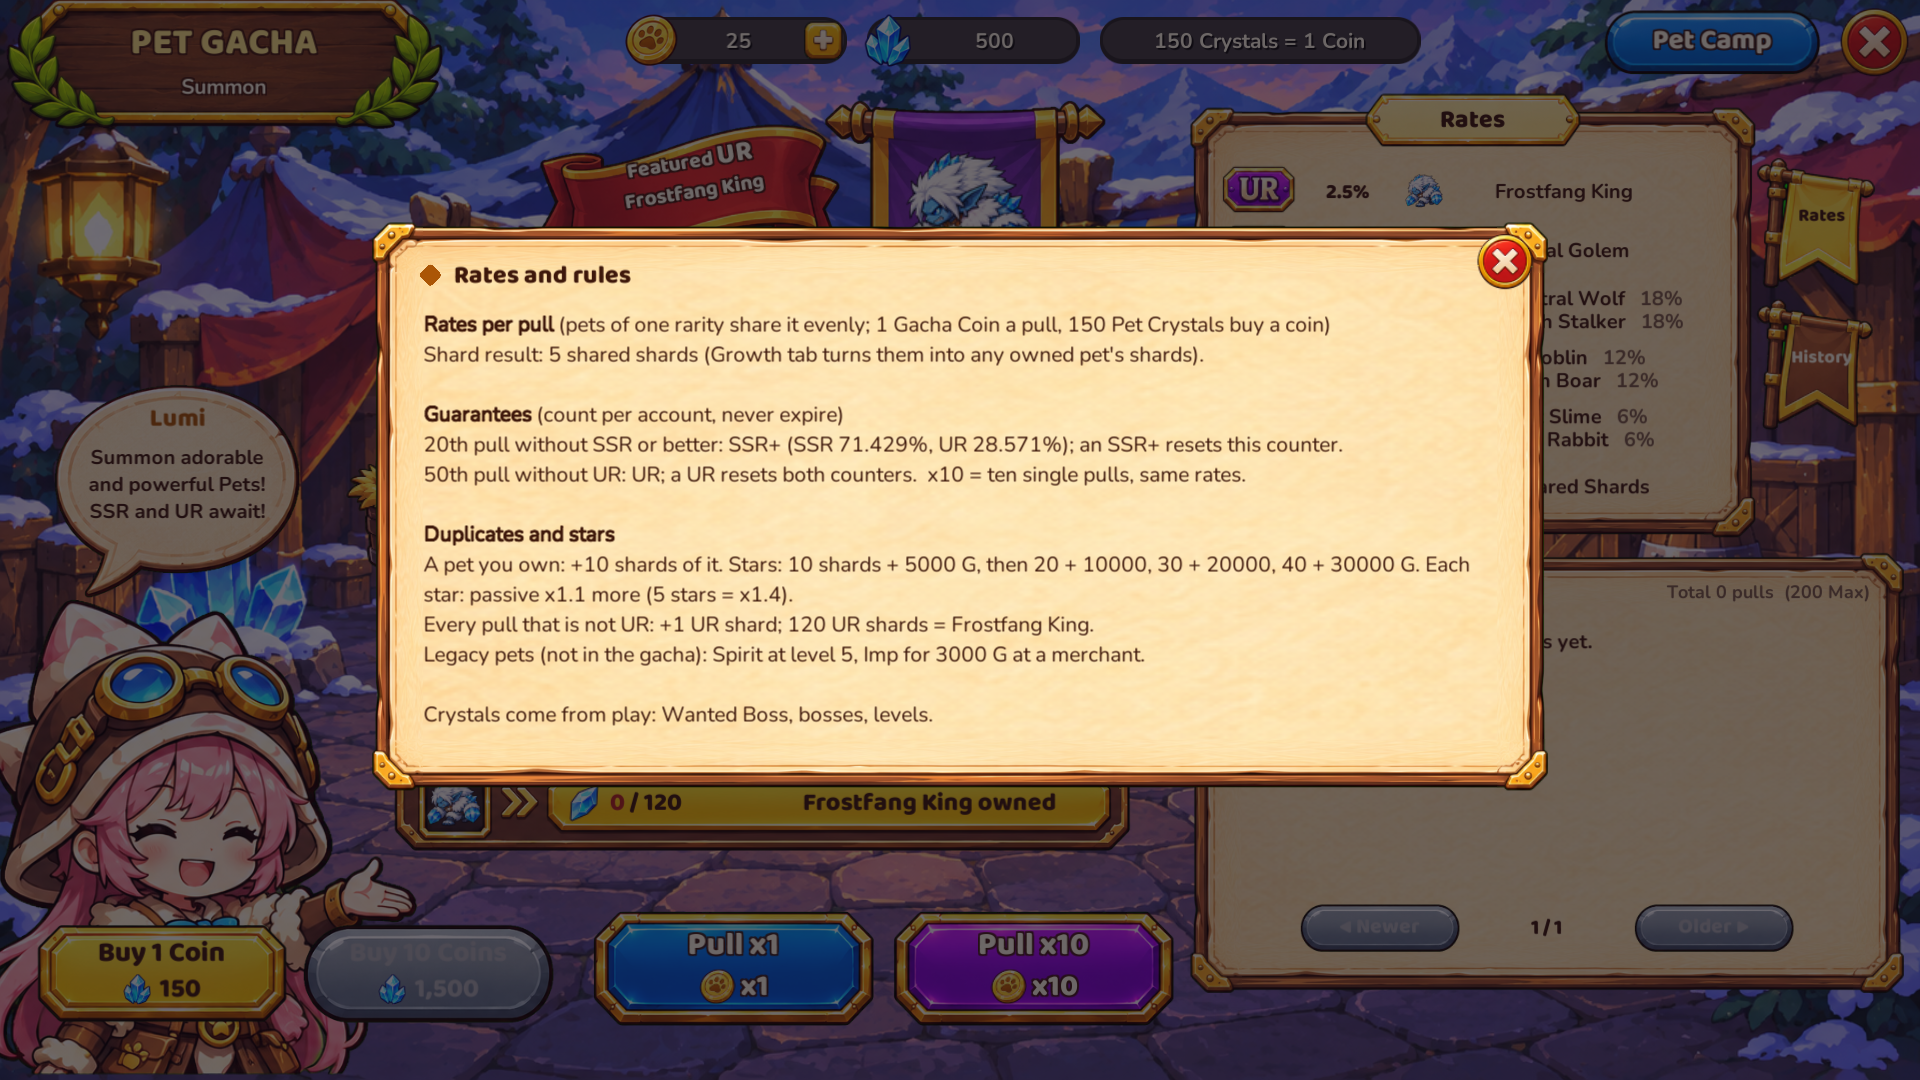 PET GACHA
Summon
25
500
150 Crystals = 1 Coin
Pet Camp
Featured UR
Frostfang King
Rates
UR 2.5% Frostfang King
al Golem
tral Wolf 18%
n Stalker 18%
oblin 12%
n Boar 12%
Slime 6%
Rabbit 6%
red Shards
Rates
History
Rates and rules
Rates per pull (pets of one rarity share it evenly; 1 Gacha Coin a pull, 150 Pet Crystals buy a coin)
Shard result: 5 shared shards (Growth tab turns them into any owned pet's shards).
Guarantees (count per account, never expire)
20th pull without SSR or better: SSR+ (SSR 71.429%, UR 28.571%); an SSR+ resets this counter.
50th pull without UR: UR; a UR resets both counters.  x10 = ten single pulls, same rates.
Duplicates and stars
A pet you own: +10 shards of it. Stars: 10 shards + 5000 G, then 20 + 10000, 30 + 20000, 40 + 30000 G. Each
star: passive x1.1 more (5 stars = x1.4).
Every pull that is not UR: +1 UR shard; 120 UR shards = Frostfang King.
Legacy pets (not in the gacha): Spirit at level 5, Imp for 3000 G at a merchant.
Crystals come from play: Wanted Boss, bosses, levels.
Lumi
Summon adorable
and powerful Pets!
SSR and UR await!
Total 0 pulls (200 Max)
s yet.
0 / 120 Frostfang King owned
Buy 1 Coin
150
Buy 10 Coins
1,500
Pull x1
x1
Pull x10
x10
Newer
1/1
Older